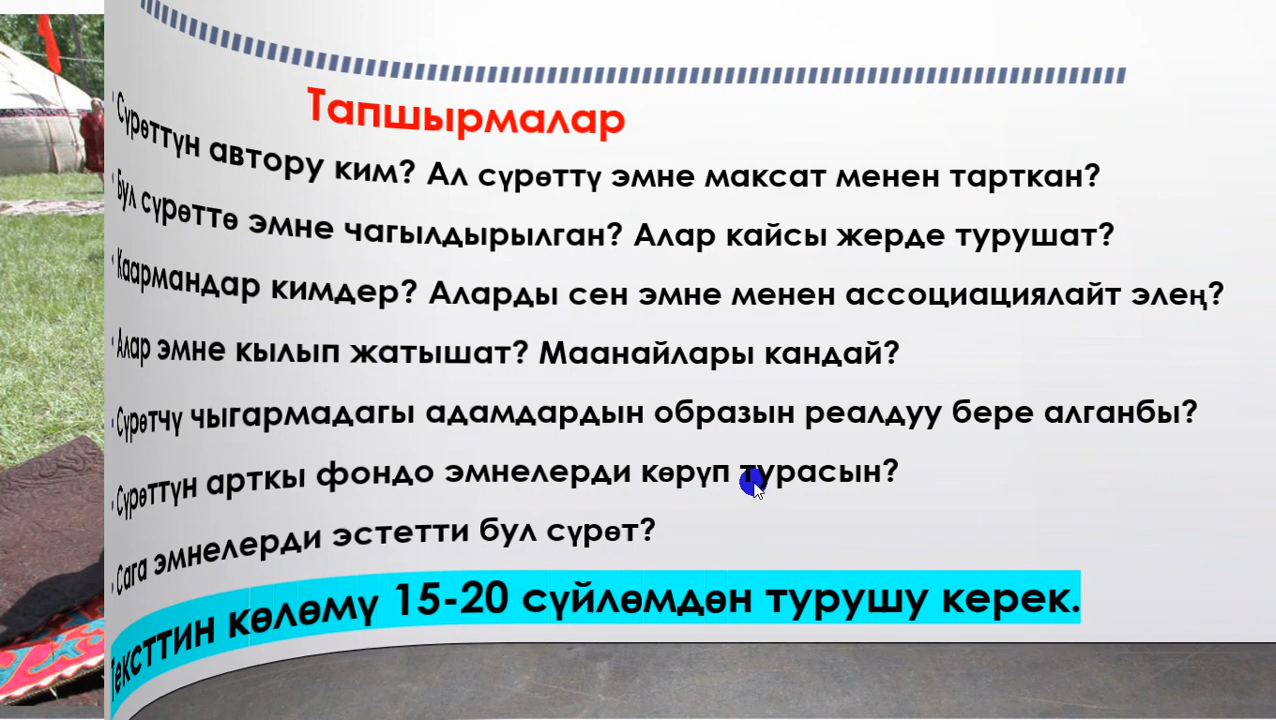 Тапшырмалар
Сүрөттүн автору ким? Ал сүрөттү эмне максат менен тарткан?
Бул сүрөттө эмне чагылдырылган? Алар кайсы жерде турушат?
Каармандар кимдер? Аларды сен эмне менен ассоциациялайт элең?
Алар эмне кылып жатышат? Маанайлары кандай?
Сүрөтчү чыгармадагы адамдардын образын реалдуу бере алганбы?
Сүрөттүн арткы фондо эмнелерди көрүп турасын?
Сага эмнелерди эстетти бул сүрөт?
Тексттин көлөмү 15-20 сүйлөмдөн турушу керек.